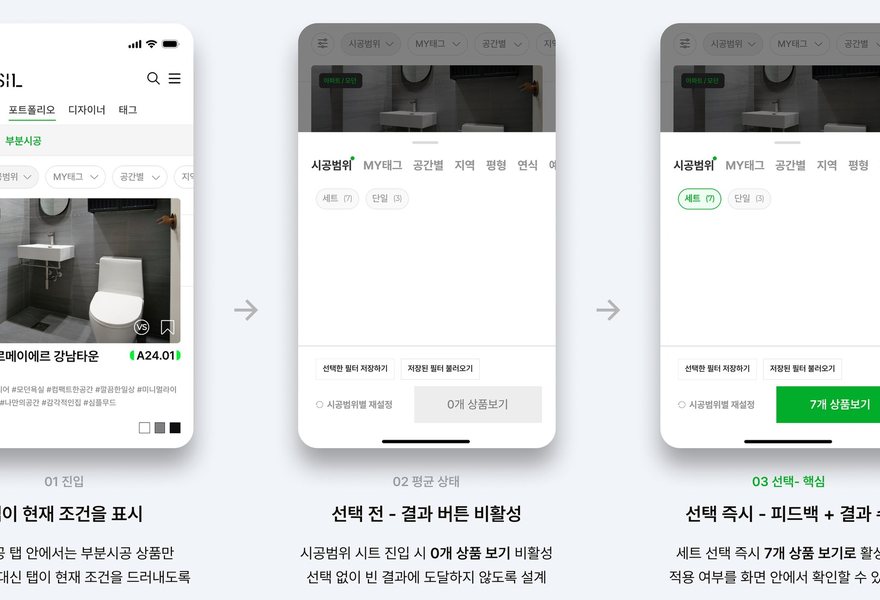 포트폴리오 디자이너 태그
부분시공
MY태그 공간별
르메이에르 강남타운
A24.01
VS
#모던욕실 #컴팩트한공간 #깔끔한일상 #미니멀라이
#나만의공간 #감각적인집 #심플무드
01 진입
현재 조건을 표시
탭 안에서는 부분시공 상품만
대신 탭이 현재 조건을 드러내도록
시공범위 MY태그 공간별
아파트 / 모던
시공범위 MY태그 공간별 지역 평형 연식
세트 (7) 단일 (3)
선택한 필터 저장하기 저장된 필터 불러오기
시공범위별 재설정 0개 상품보기
02 평균 상태
선택 전 - 결과 버튼 비활성
시공범위 시트 진입 시 0개 상품 보기 비활성
선택 없이 빈 결과에 도달하지 않도록 설계
시공범위 MY태그 공간별
아파트 / 모던
시공범위 MY태그 공간별 지역 평형
세트 (7) 단일 (3)
선택한 필터 저장하기 저장된 필터 불러오기
시공범위별 재설정 7개 상품보기
03 선택- 핵심
선택 즉시 - 피드백 + 결과
세트 선택 즉시 7개 상품 보기로
적용 여부를 화면 안에서 확인할 수